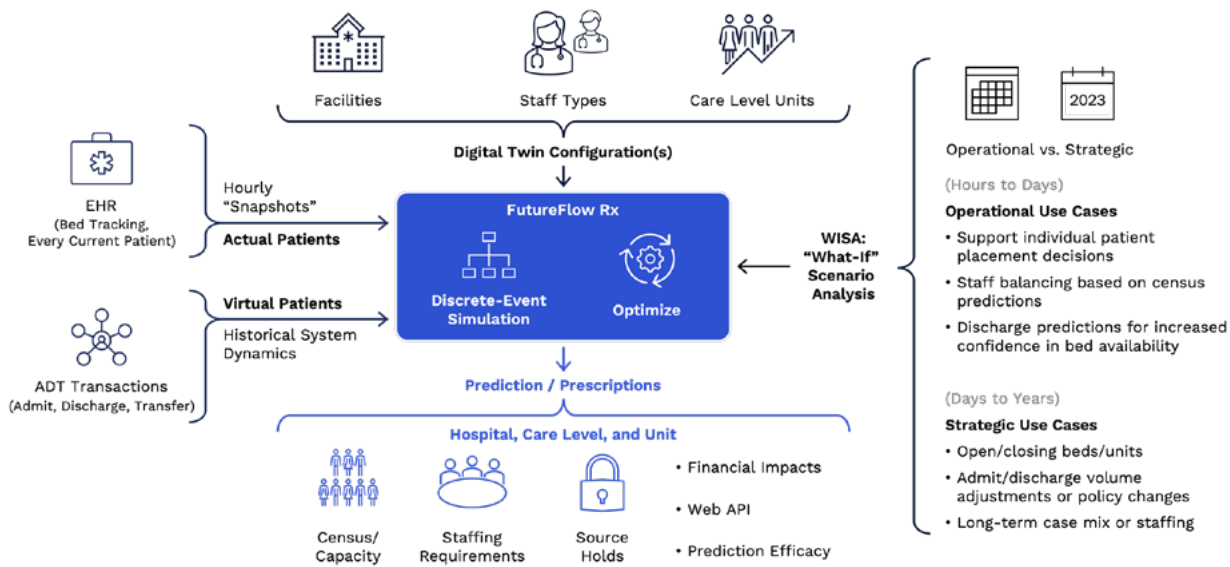 Facilities
Staff Types
Care Level Units
Digital Twin Configuration(s)
EHR
(Bed Tracking,
Every Current Patient)
Hourly
“Snapshots”
Actual Patients
Virtual Patients
Historical System
Dynamics
ADT Transactions
(Admit, Discharge, Transfer)
FutureFlow Rx
Discrete-Event
Simulation
Optimize
WISA:
“What-If”
Scenario
Analysis
2023
Operational vs. Strategic
(Hours to Days)
Operational Use Cases
• Support individual patient
placement decisions
• Staff balancing based on census
predictions
• Discharge predictions for increased
confidence in bed availability
(Days to Years)
Strategic Use Cases
• Open/closing beds/units
• Admit/discharge volume
adjustments or policy changes
• Long-term case mix or staffing
Prediction / Prescriptions
Hospital, Care Level, and Unit
Census/
Capacity
Staffing
Requirements
Source
Holds
• Financial Impacts
• Web API
• Prediction Efficacy